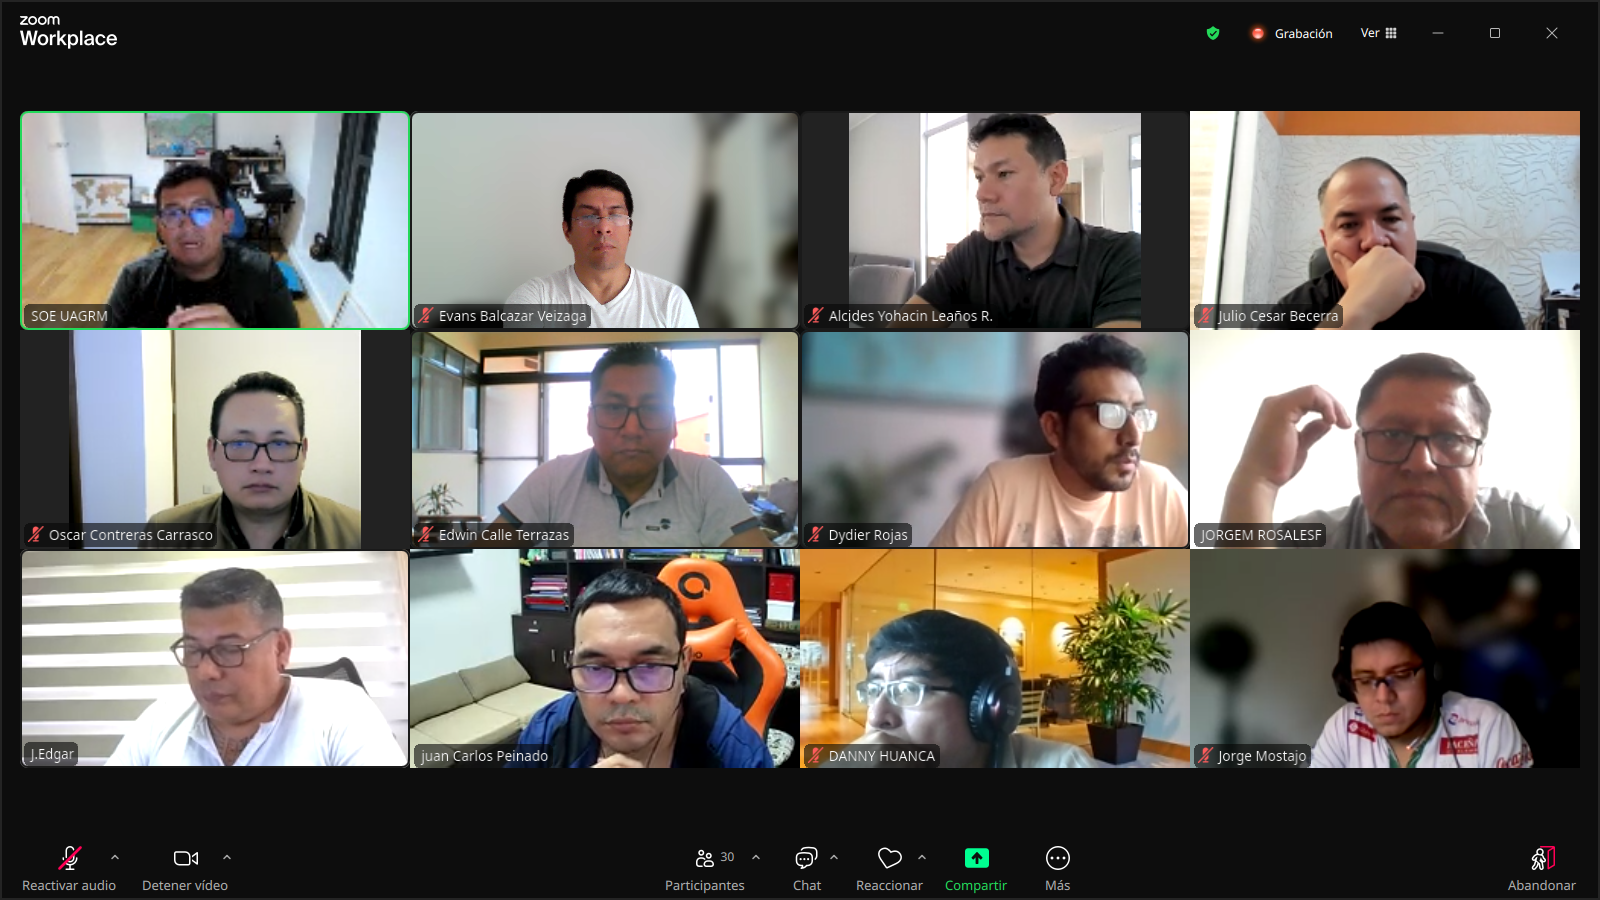 zoom
Workplace
Grabación
Ver
SOE UAGRM
Evans Balcazar Veizaga
Alcides Yohacin Leaños R.
Julio Cesar Becerra
Oscar Contreras Carrasco
Edwin Calle Terrazas
Dydier Rojas
JORGEM ROSALESF
J.Edgar
juan Carlos Peinado
DANNY HUANCA
Jorge Mostajo
PACEÑA
Reactivar audio
Detener vídeo
30
Participantes
Chat
Reaccionar
Compartir
Más
Abandonar